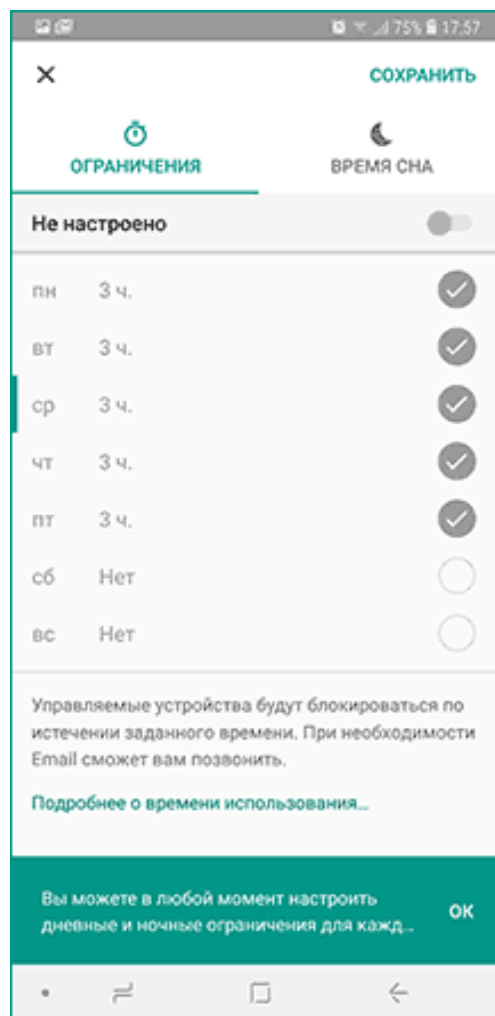 75% 17:57
СОХРАНИТЬ
ОГРАНИЧЕНИЯ ВРЕМЯ СНА
Не настроено
пн 3 ч.
вт 3 ч.
ср 3 ч.
чт 3 ч.
пт 3 ч.
сб Нет
вс Нет
Управляемые устройства будут блокироваться по
истечении заданного времени. При необходимости
Email сможет вам позвонить.
Подробнее о времени использования…
Вы можете в любой момент настроить
дневные и ночные ограничения для кажд…
ОК